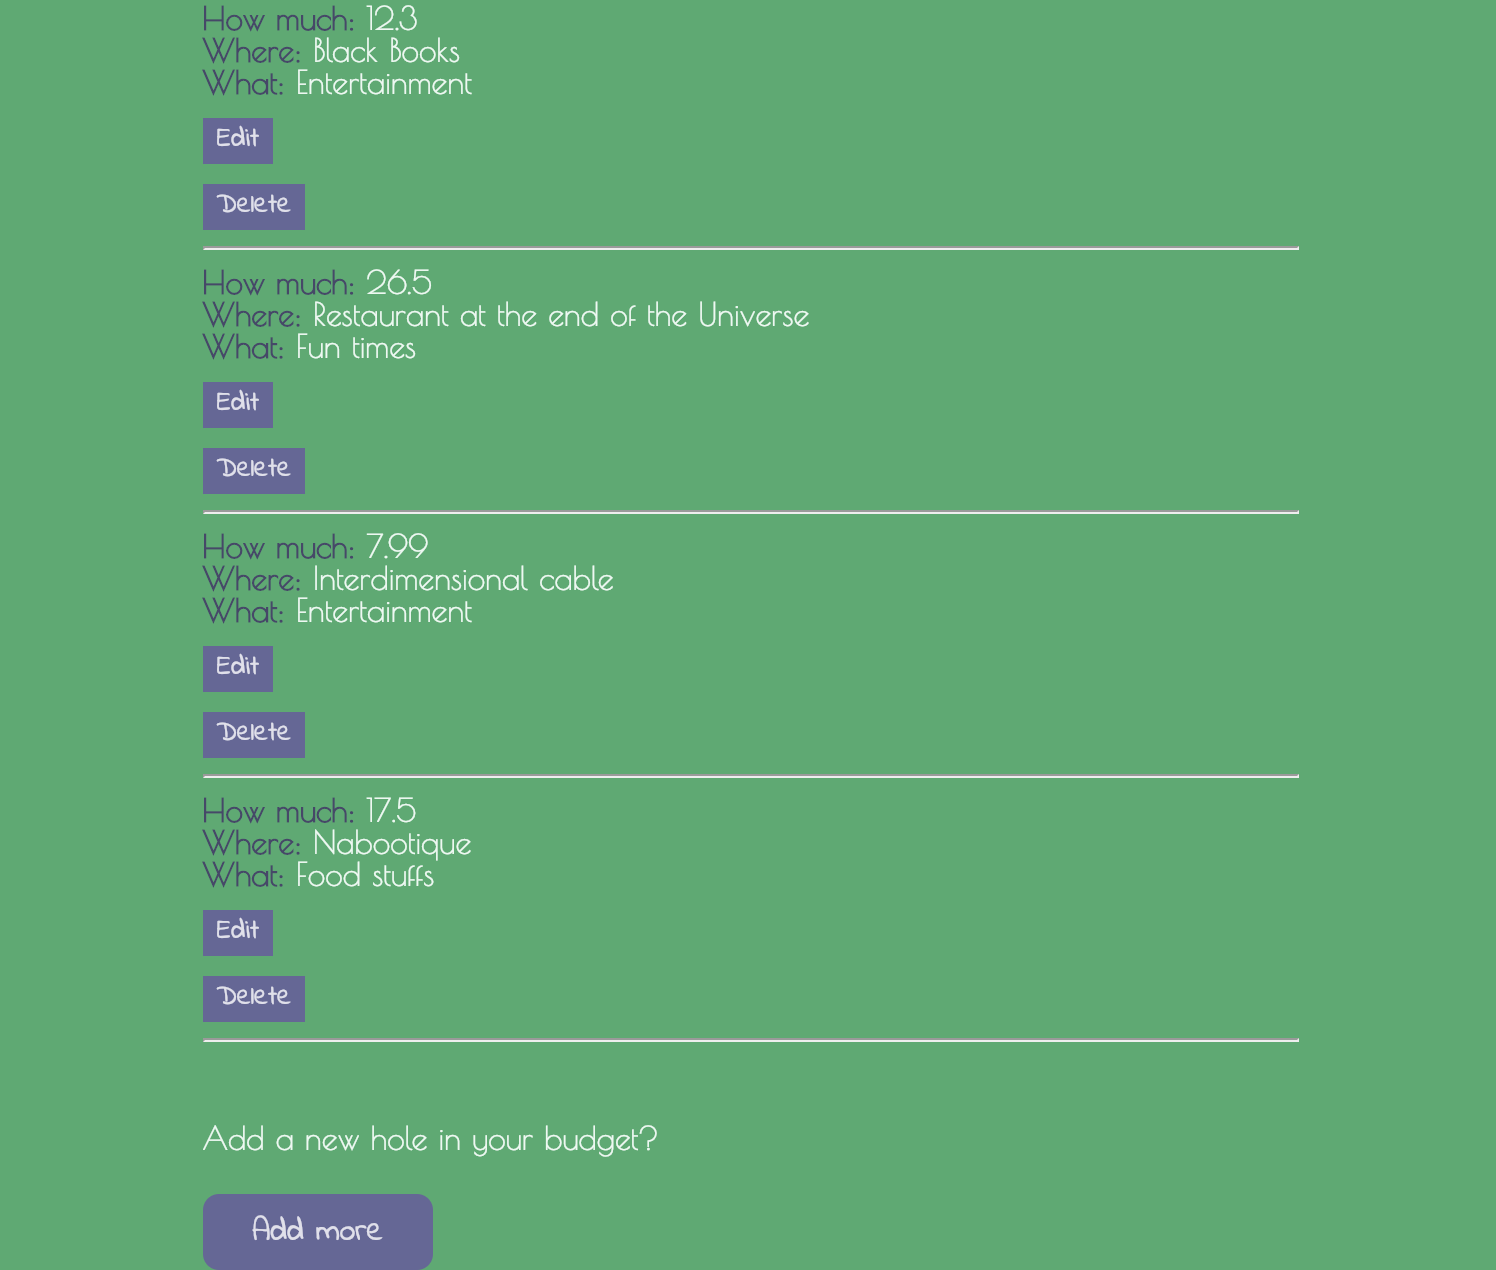 How much: 12.3
Where: Black Books
What: Entertainment
Edit
Delete
How much: 26.5
Where: Restaurant at the end of the Universe
What: Fun times
Edit
Delete
How much: 7.99
Where: Interdimensional cable
What: Entertainment
Edit
Delete
How much: 17.5
Where: Nabootique
What: Food stuffs
Edit
Delete
Add a new hole in your budget?
Add more